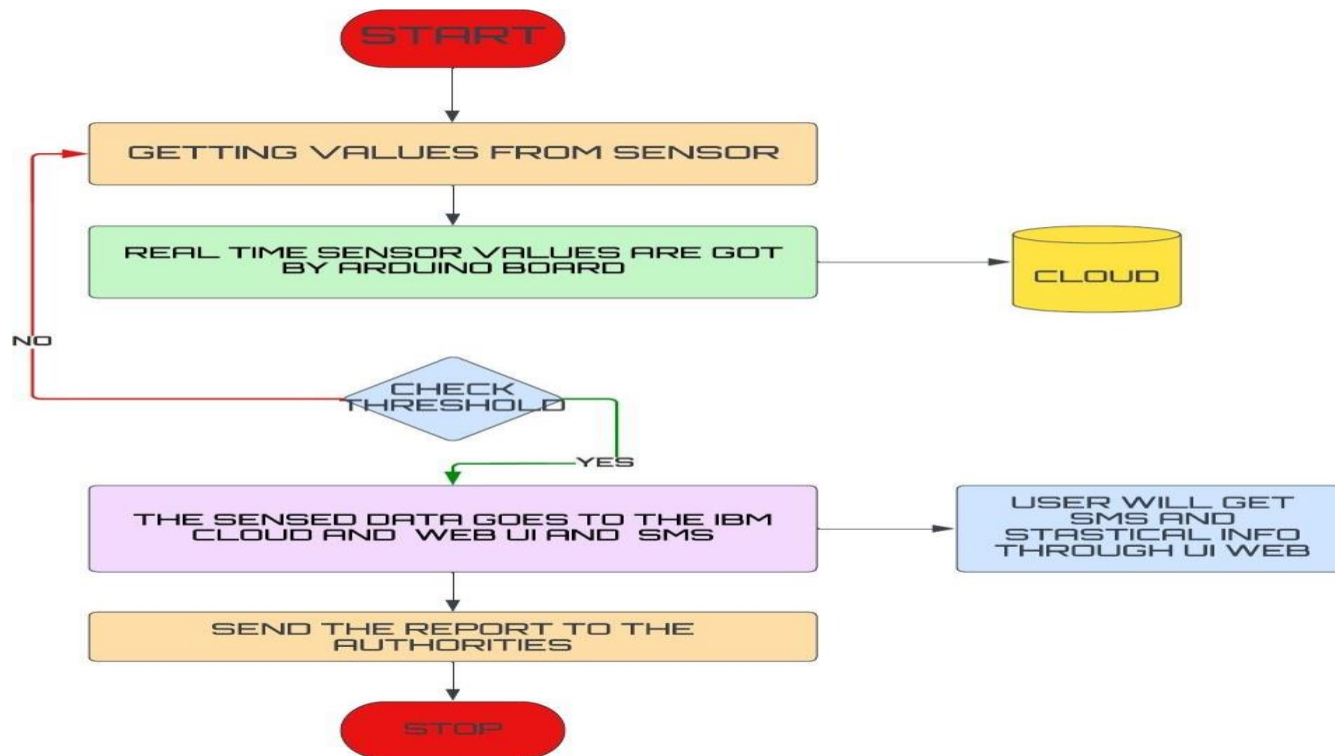 START
GETTING VALUES FROM SENSOR
REAL TIME SENSOR VALUES ARE GOT
BY ARDUINO BOARD
CLOUD
NO
CHECK
THRESHOLD
YES
THE SENSED DATA GOES TO THE IBM
CLOUD AND WEB UI AND SMS
USER WILL GET
SMS AND
STASTICAL INFO
THROUGH UI WEB
SEND THE REPORT TO THE
AUTHORITIES
STOP